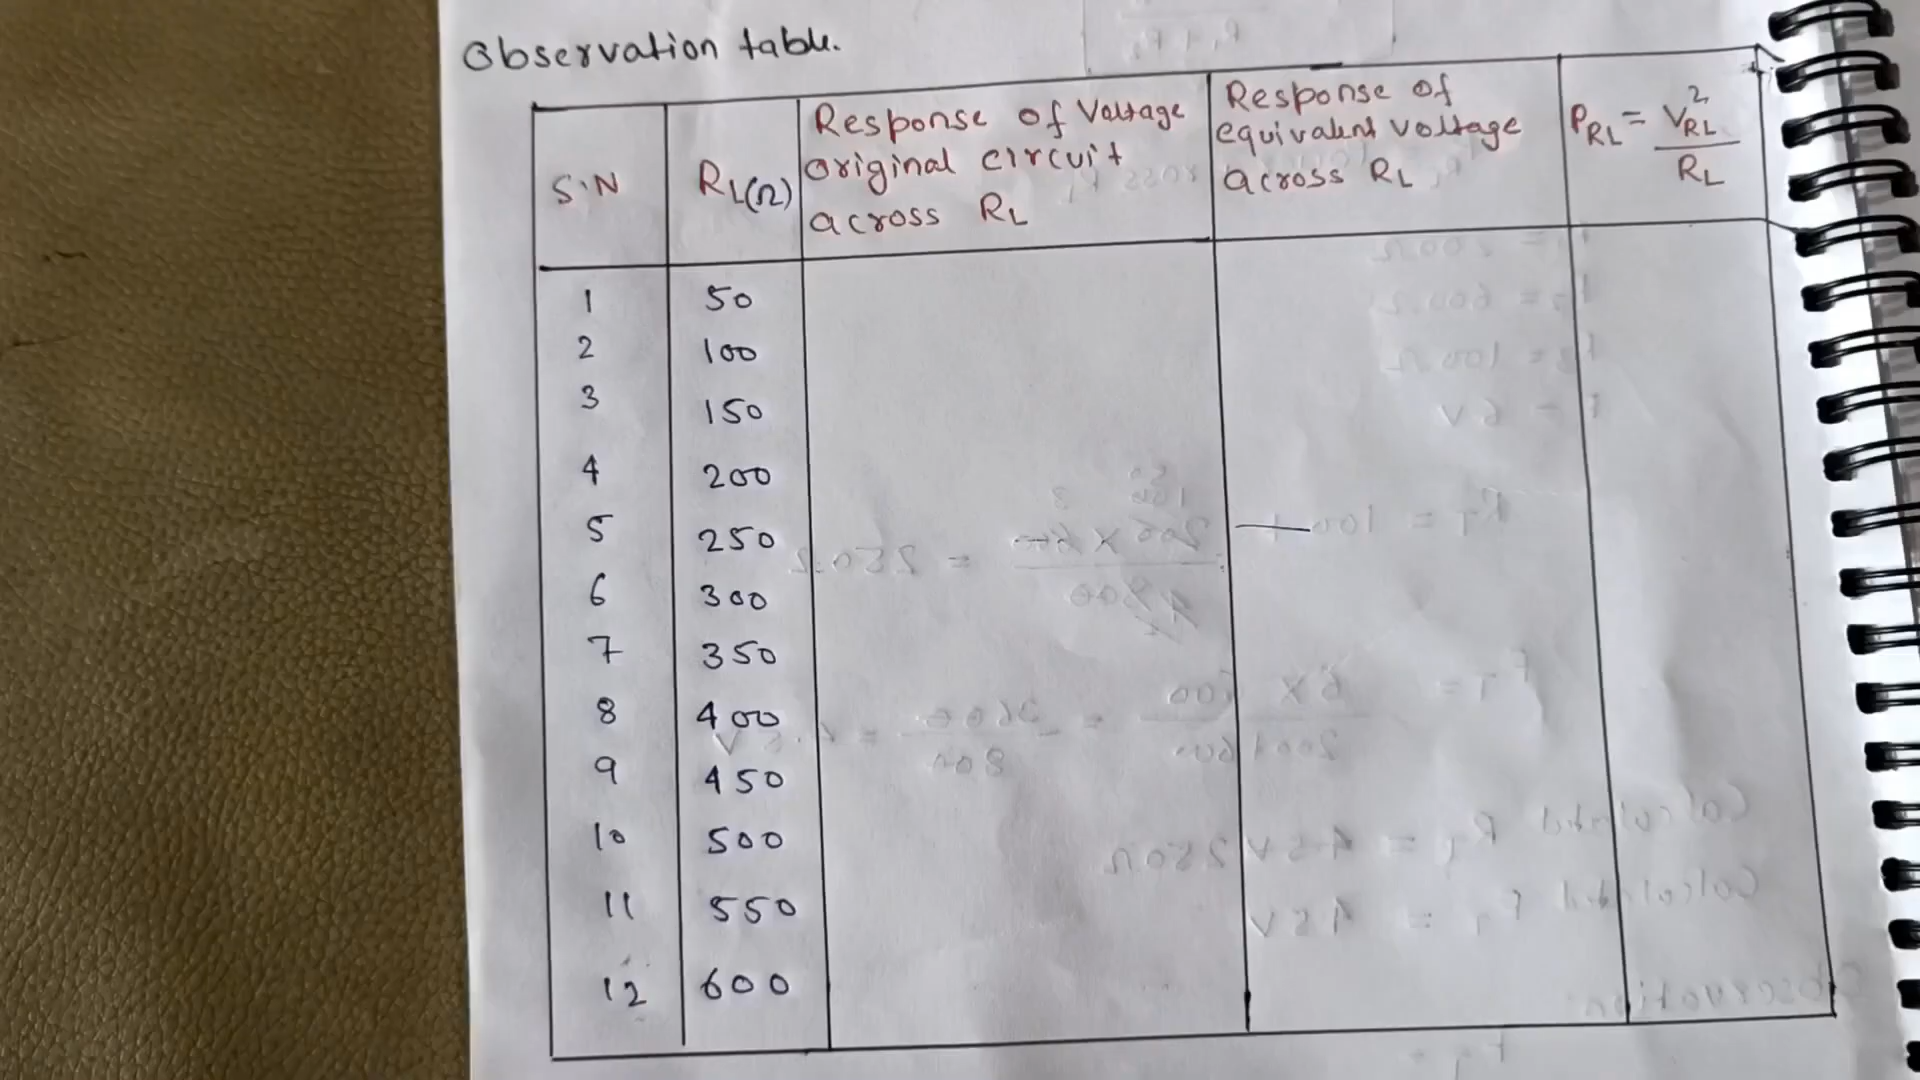 Observation table.
S.N
RL(Ω)
Response of Voltage
original circuit
across RL
Response of
equivalent voltage
across RL
PRL = V²RL
RL
1 50
2 100
3 150
4 200
5 250
6 300
7 350
8 400
9 450
10 500
11 550
12 600